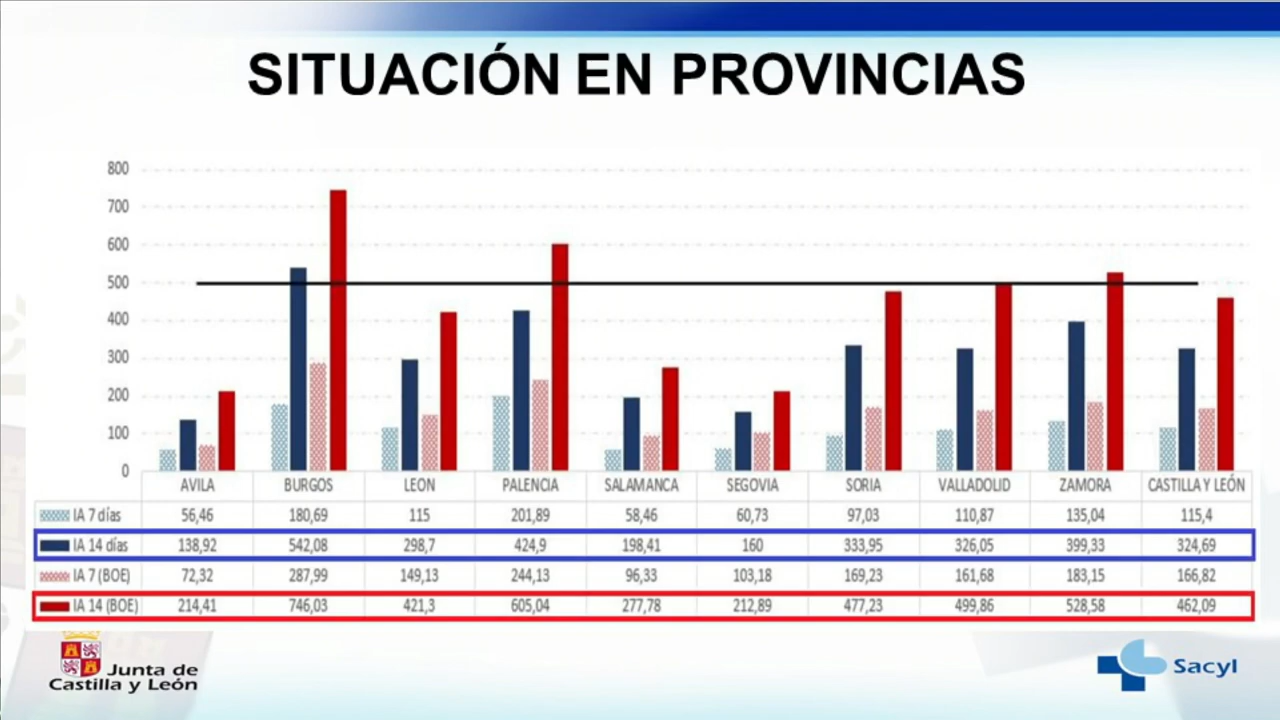 SITUACIÓN EN PROVINCIAS
800
700
600
500
400
300
200
100
0
AVILA BURGOS LEON PALENCIA SALAMANCA SEGOVIA SORIA VALLADOLID ZAMORA CASTILLA Y LEÓN
IA 7 días 56,46 180,69 115 201,89 58,46 60,73 97,03 110,87 135,04 115,4
IA 14 días 138,92 542,08 298,7 424,9 198,41 160 333,95 326,05 399,33 324,69
IA 7 (BOE) 72,32 287,99 149,13 244,13 96,33 103,18 169,23 161,68 183,15 166,82
IA 14 (BOE) 214,41 746,03 421,3 605,04 277,78 212,89 477,23 499,86 528,58 462,09
Junta de
Castilla y León
Sacyl